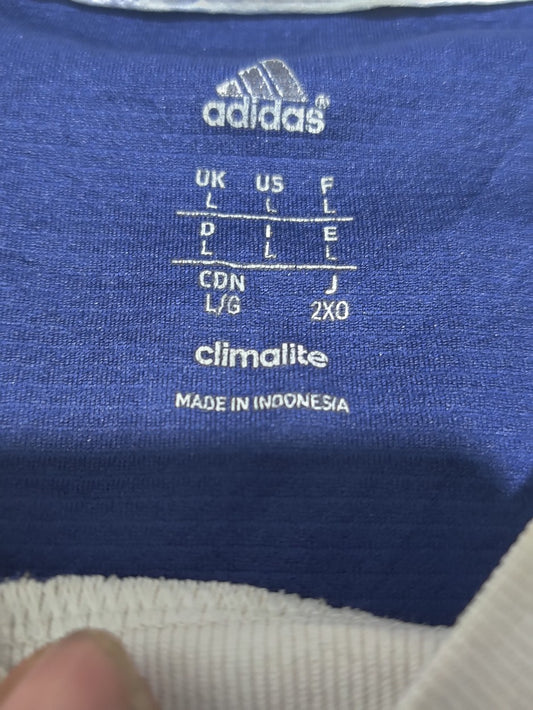 adidas®
UK US F
L L L
D I E
L L L
CDN J
L/G 2XO
climalite
MADE IN INDONESIA